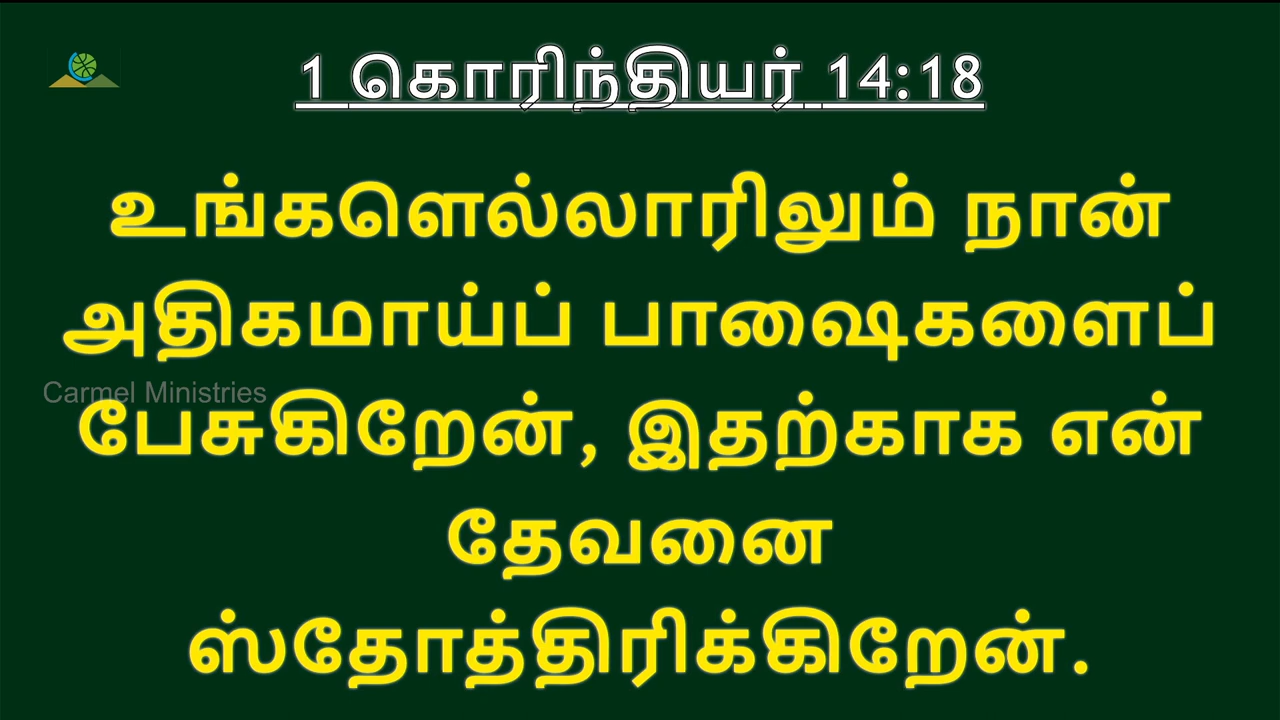 1 கொரிந்தியர் 14:18
உங்களெல்லாரிலும் நான்
அதிகமாய்ப் பாஷைகளைப்
Carmel Ministries
பேசுகிறேன், இதற்காக என்
தேவனை
ஸ்தோத்திரிக்கிறேன்.